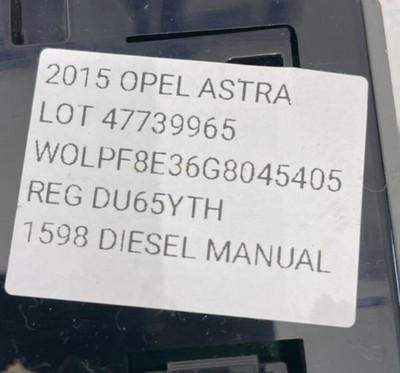 2015 OPEL ASTRA
LOT 47739965
WOLPF8E36G8045405
REG DU65YTH
1598 DIESEL MANUAL